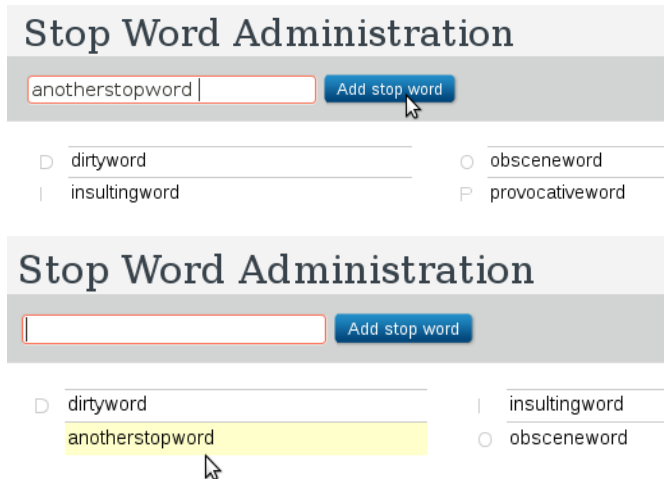 Stop Word Administration
anotherstopword Add stop word
D dirtyword O obsceneword
I insultingword P provocativeword
Stop Word Administration
Add stop word
D dirtyword I insultingword
anotherstopword O obsceneword